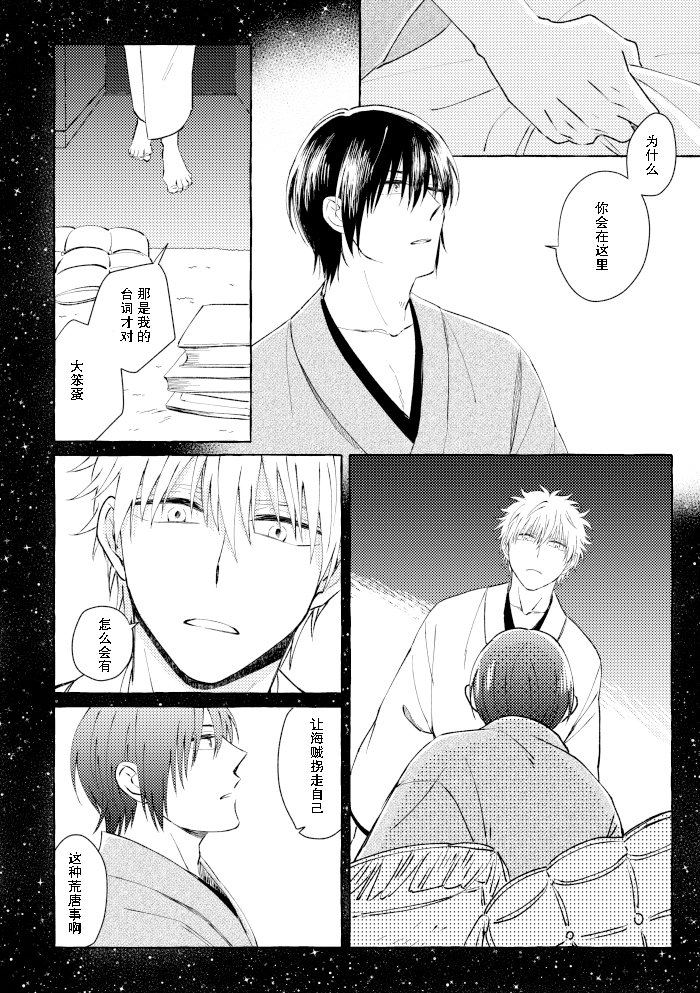 为什么
你会在这里
那是我的
台词才对
大笨蛋
怎么会有
让海贼拐走自己
这种荒唐事啊